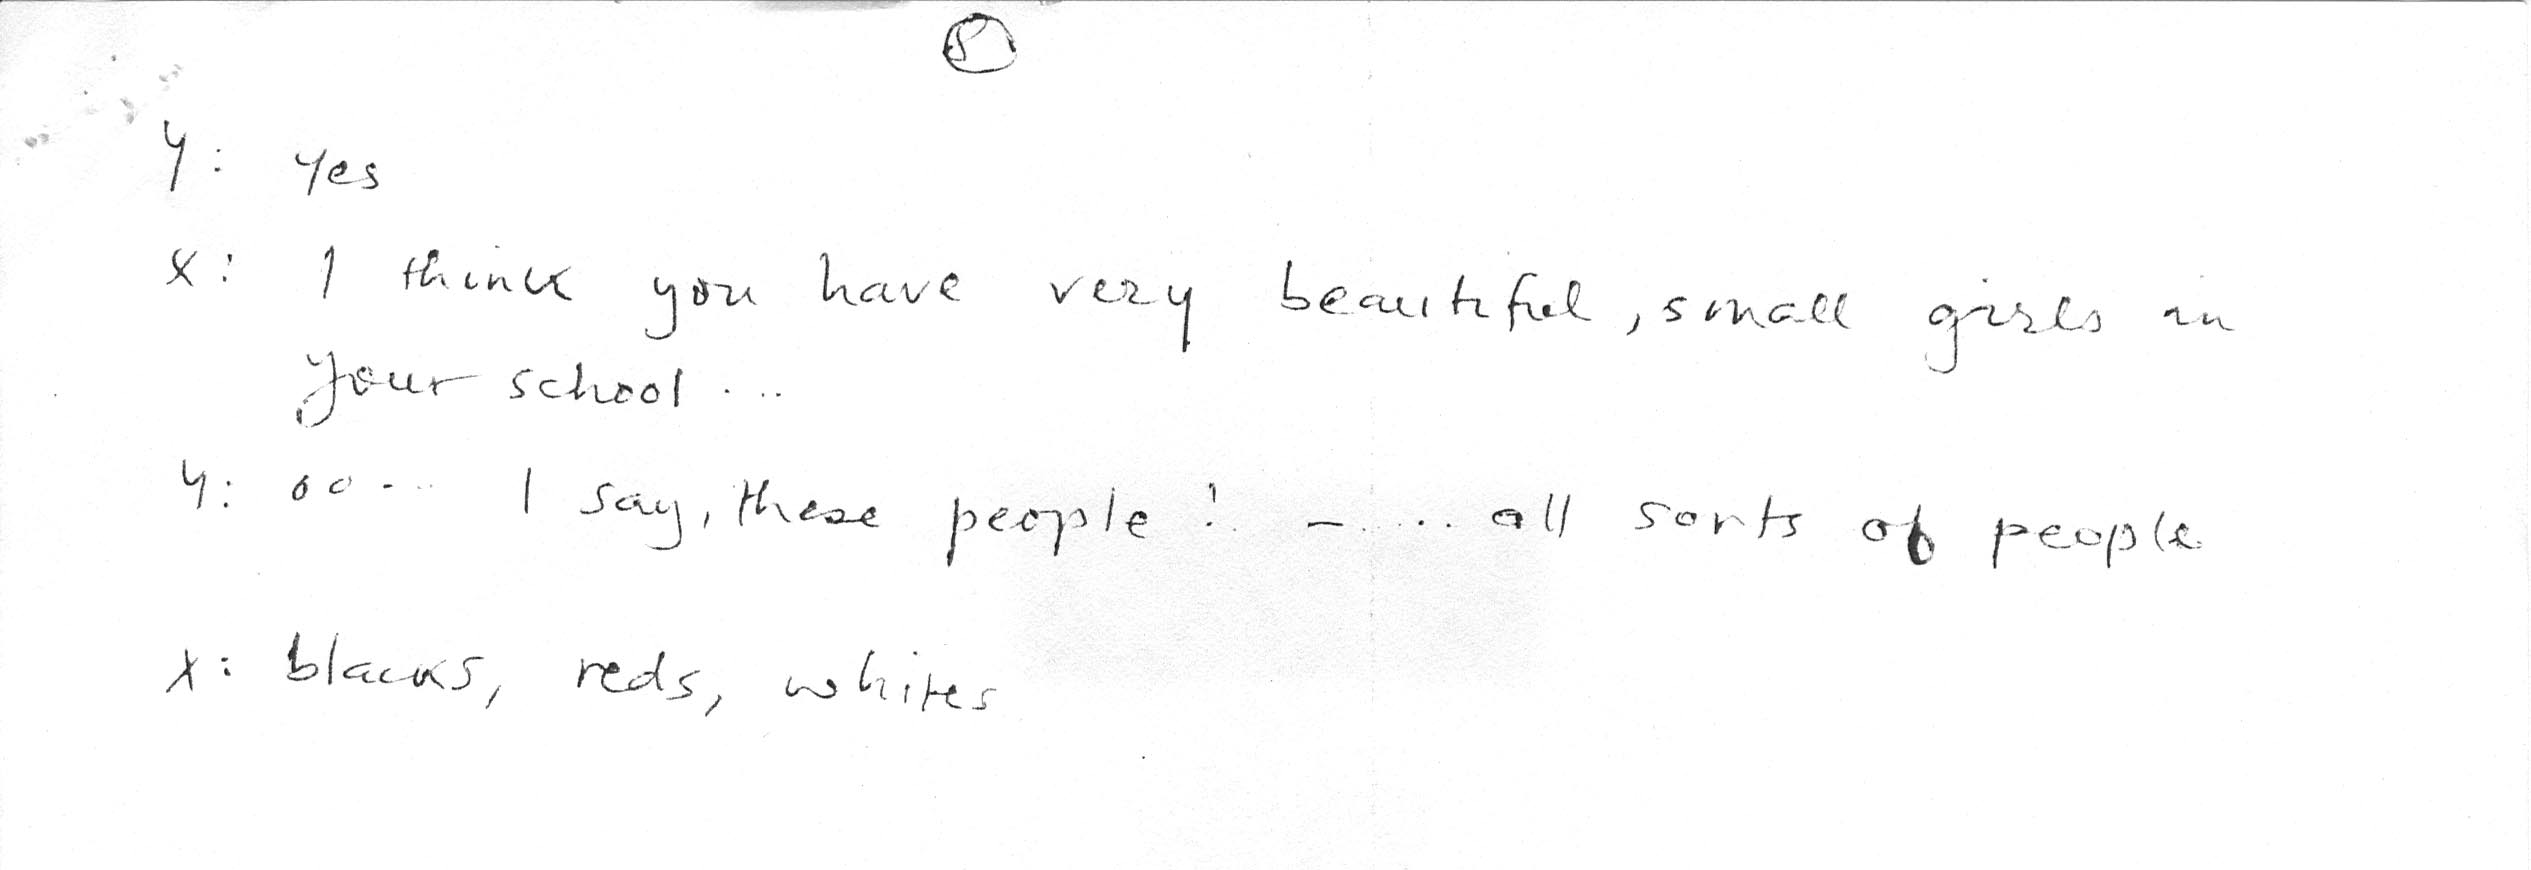 Y: Yes
X: I think you have very beautiful, small girls in
your school ...
Y: oo... I say, these people! - .... all sorts of people
X: blacks, reds, whites